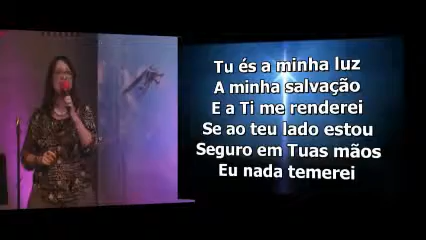 Tu és a minha luz
A minha salvação
E a Ti me renderei
Se ao teu lado estou
Seguro em Tuas mãos
Eu nada temerei